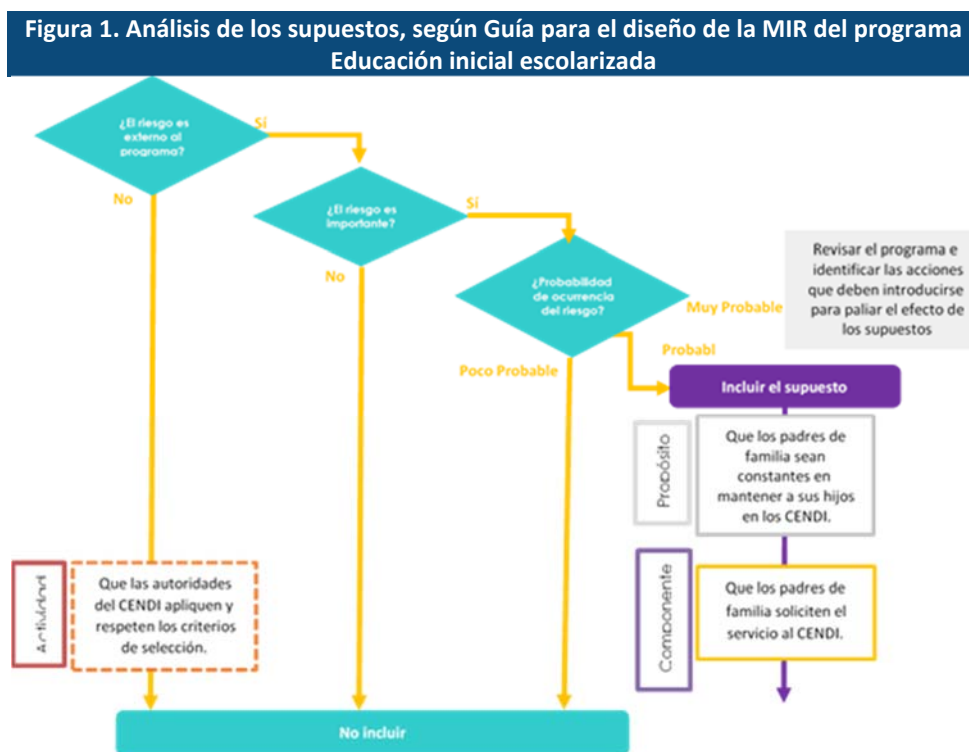 Figura 1. Análisis de los supuestos, según Guía para el diseño de la MIR del programa
Educación inicial escolarizada
¿El riesgo es
externo al
programa?
Sí
No
¿El riesgo es
importante?
Sí
No
¿Probabilidad
de ocurrencia
del riesgo?
Muy Probable
Revisar el programa e
identificar las acciones
que deben introducirse
para paliar el efecto de
los supuestos
Probabl
Poco Probable
Incluir el supuesto
Propósito
Que los padres de
familia sean
constantes en
mantener a sus hijos
en los CENDI.
Actividad
Que las autoridades
del CENDI apliquen y
respeten los criterios
de selección.
Componente
Que los padres de
familia soliciten el
servicio al CENDI.
No incluir